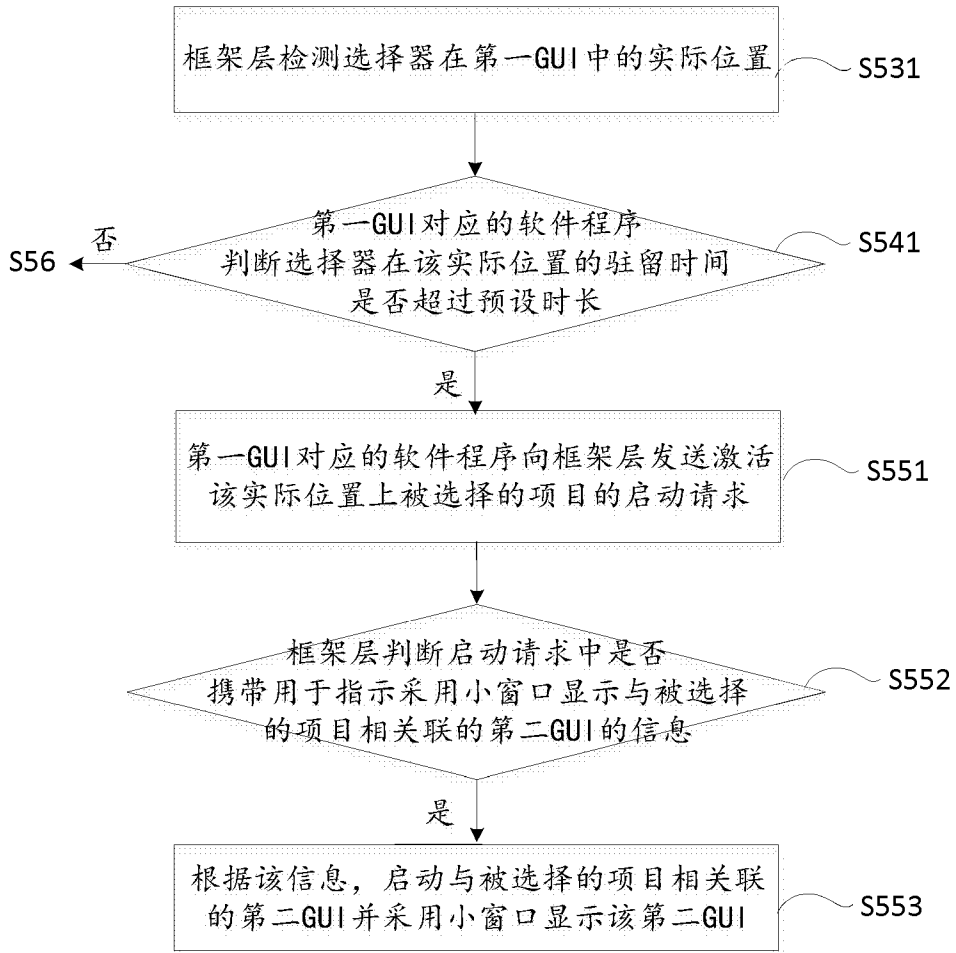 框架层检测选择器在第一GUI中的实际位置
S531
第一GUI对应的软件程序
判断选择器在该实际位置的驻留时间
是否超过预设时长
S541
否
S56
是
第一GUI对应的软件程序向框架层发送激活
该实际位置上被选择的项目的启动请求
S551
框架层判断启动请求中是否
携带用于指示采用小窗口显示与被选择
的项目相关联的第二GUI的信息
S552
是
根据该信息，启动与被选择的项目相关联
的第二GUI并采用小窗口显示该第二GUI
S553